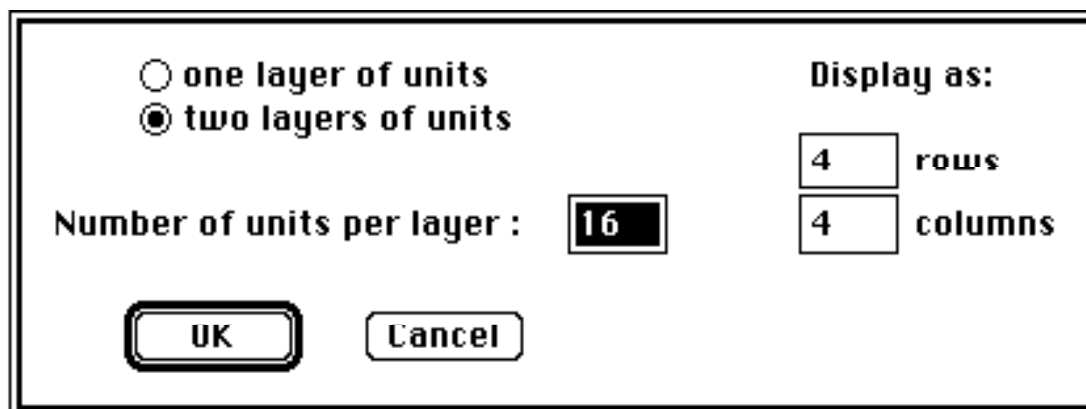 one layer of units
two layers of units
Number of units per layer : 16
Display as:
4 rows
4 columns
OK
Cancel